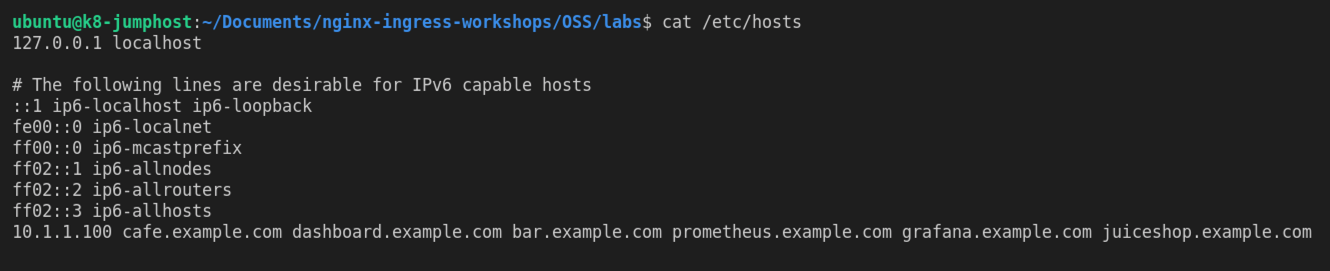 ubuntu@k8-jumphost:~/Documents/nginx-ingress-workshops/OSS/labs$ cat /etc/hosts
127.0.0.1 localhost
# The following lines are desirable for IPv6 capable hosts
::1 ip6-localhost ip6-loopback
fe00::0 ip6-localnet
ff00::0 ip6-mcastprefix
ff02::1 ip6-allnodes
ff02::2 ip6-allrouters
ff02::3 ip6-allhosts
10.1.1.100 cafe.example.com dashboard.example.com bar.example.com prometheus.example.com grafana.example.com juiceshop.example.com